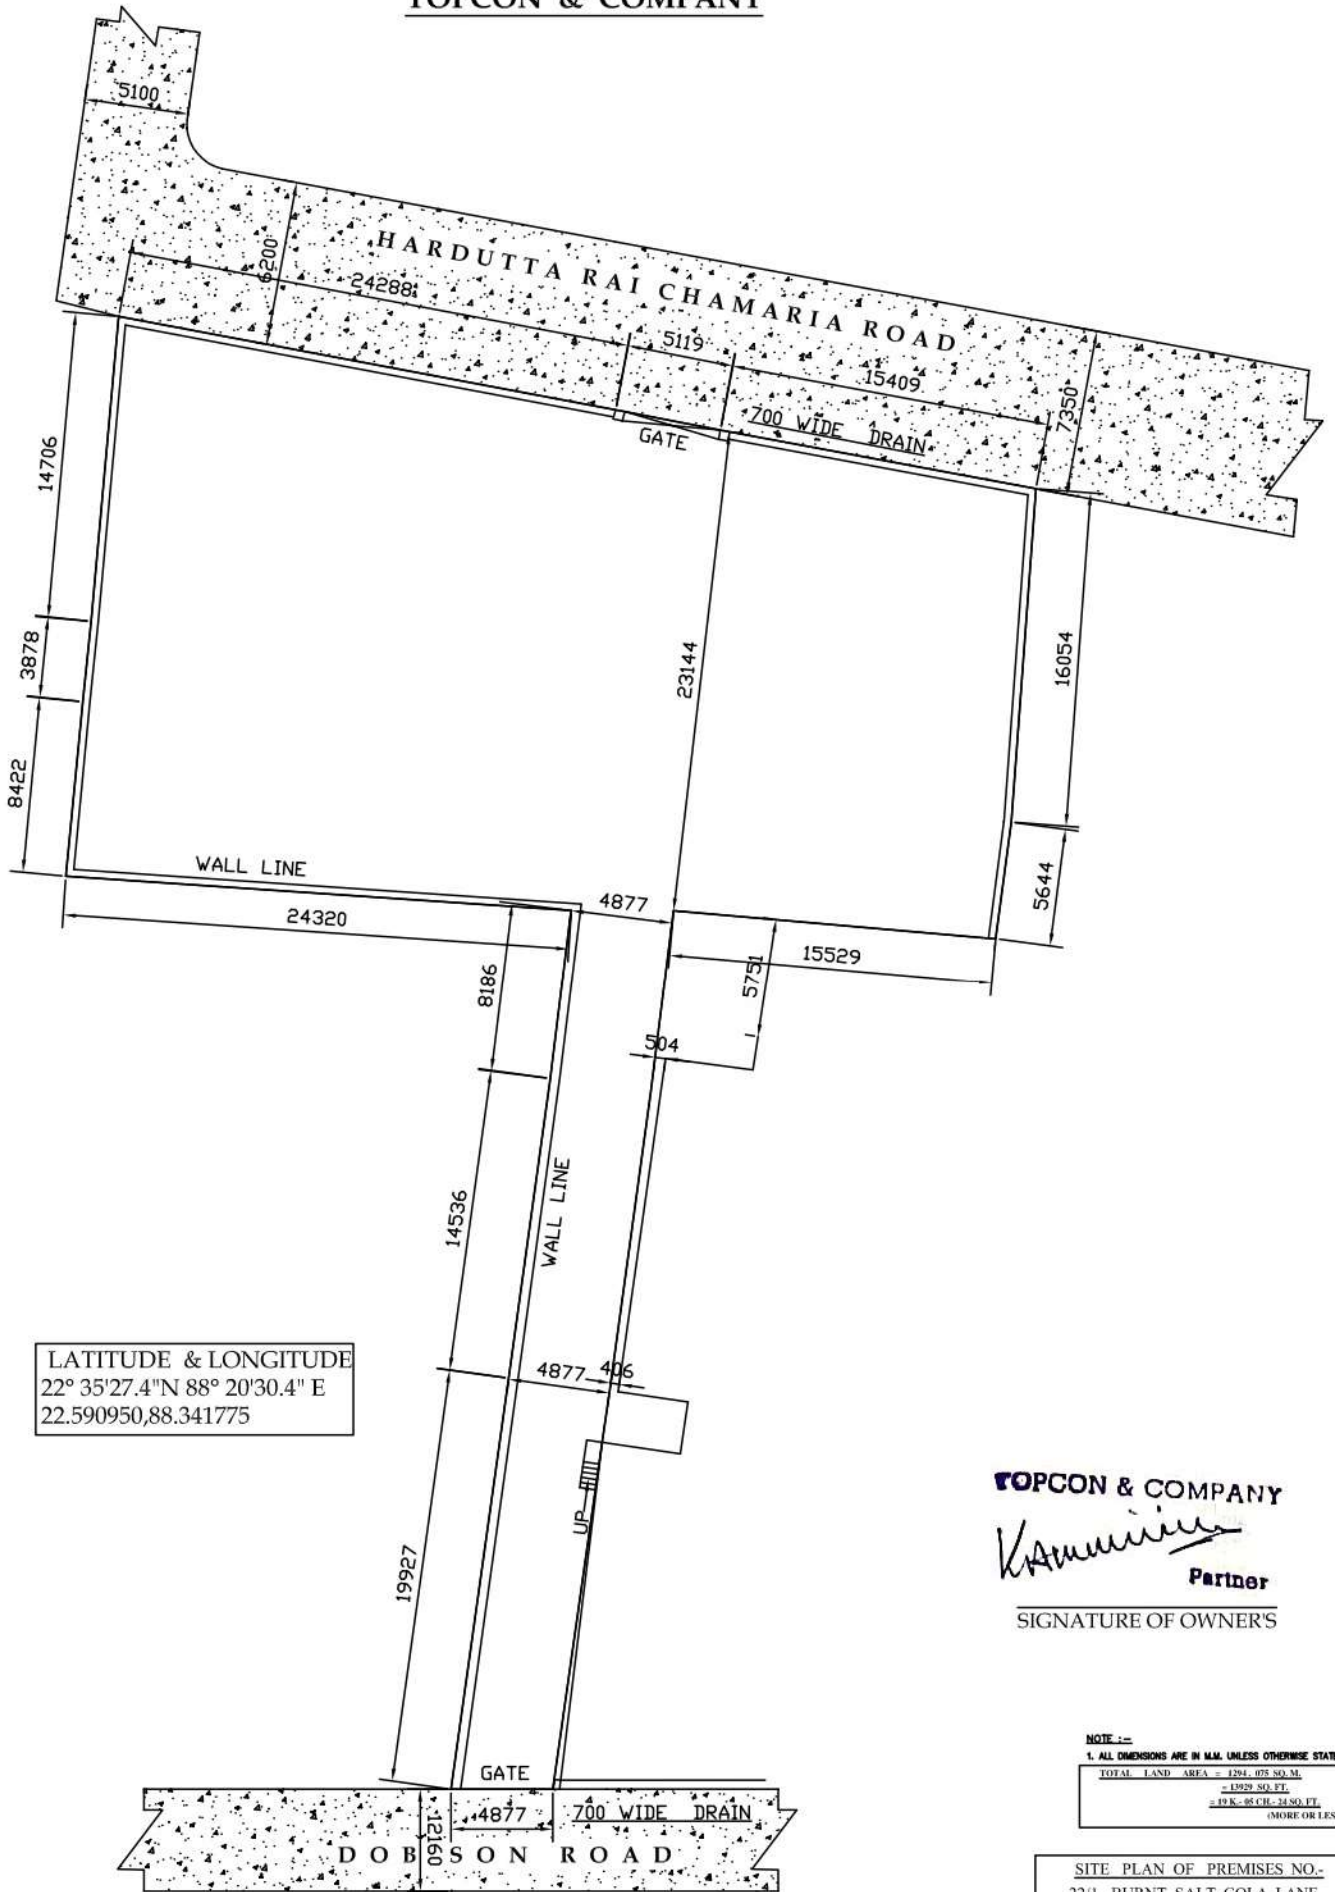 TOPCON & COMPANY
5100
HARDUTTA RAI CHAMARIA ROAD
6200
24288
5119
15409
7350
700 WIDE DRAIN
GATE
14706
3878
8422
23144
16054
5644
WALL LINE
24320
4877
15529
8186
5751
504
14536
WALL LINE
4877
406
LATITUDE & LONGITUDE
22° 35'27.4"N 88° 20'30.4" E
22.590950,88.341775
UP
19927
TOPCON & COMPANY
Partner
SIGNATURE OF OWNER'S
NOTE :-
1. ALL DIMENSIONS ARE IN M.M. UNLESS OTHERWISE STATE
TOTAL LAND AREA = 1294. 075 SQ. M.
= 13929 SQ. FT.
= 19 K.- 05 CH.- 24 SQ. FT.
(MORE OR LES
GATE
4877
700 WIDE DRAIN
12160
DOBSON ROAD
SITE PLAN OF PREMISES NO.-